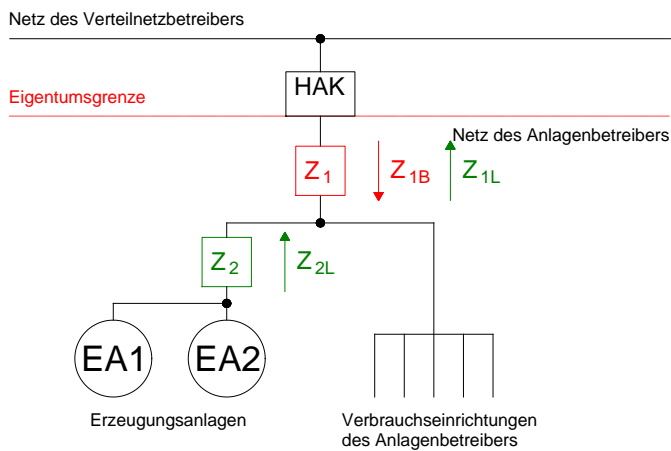 Netz des Verteilnetzbetreibers
HAK
Eigentumsgrenze
Netz des Anlagenbetreibers
Z1
Z1B
Z1L
Z2
Z2L
EA1
EA2
Erzeugungsanlagen
Verbrauchseinrichtungen
des Anlagenbetreibers